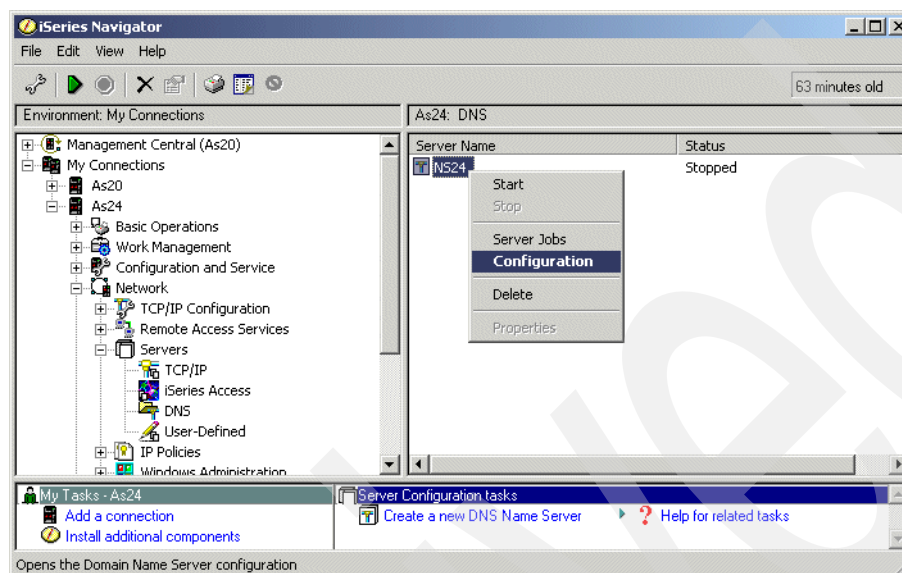 iSeries Navigator
File Edit View Help
63 minutes old
Environment: My Connections
As24: DNS
Management Central (As20)
My Connections
As20
As24
Basic Operations
Work Management
Configuration and Service
Network
TCP/IP Configuration
Remote Access Services
Servers
TCP/IP
iSeries Access
DNS
User-Defined
IP Policies
Windows Administration
Server Name Status
NS24 Stopped
Start
Stop
Server Jobs
Configuration
Delete
Properties
My Tasks - As24
Add a connection
Install additional components
Server Configuration tasks
Create a new DNS Name Server
Help for related tasks
Opens the Domain Name Server configuration